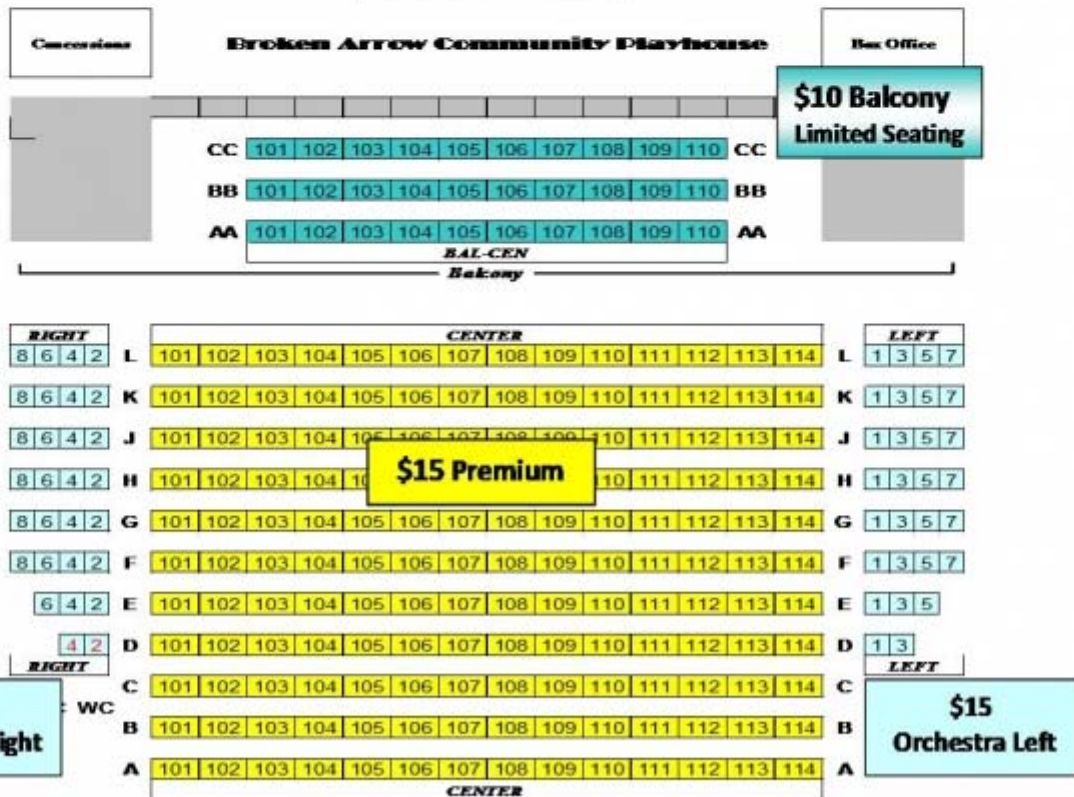 Concessions
Broken Arrow Community Playhouse
Box Office
$10 Balcony
Limited Seating
CC 101 102 103 104 105 106 107 108 109 110 CC
BB 101 102 103 104 105 106 107 108 109 110 BB
AA 101 102 103 104 105 106 107 108 109 110 AA
BAL-CEN
Balcony
RIGHT CENTER LEFT
8 6 4 2 L 101 102 103 104 105 106 107 108 109 110 111 112 113 114 L 1 3 5 7
8 6 4 2 K 101 102 103 104 105 106 107 108 109 110 111 112 113 114 K 1 3 5 7
8 6 4 2 J 101 102 103 104 105 106 107 108 109 110 111 112 113 114 J 1 3 5 7
$15 Premium
8 6 4 2 H 101 102 103 104 10 10 111 112 113 114 H 1 3 5 7
8 6 4 2 G 101 102 103 104 105 106 107 108 109 110 111 112 113 114 G 1 3 5 7
8 6 4 2 F 101 102 103 104 105 106 107 108 109 110 111 112 113 114 F 1 3 5 7
6 4 2 E 101 102 103 104 105 106 107 108 109 110 111 112 113 114 E 1 3 5
4 2 D 101 102 103 104 105 106 107 108 109 110 111 112 113 114 D 1 3
RIGHT LEFT
C 101 102 103 104 105 106 107 108 109 110 111 112 113 114 C
WC
$15
Orchestra Left
ight
B 101 102 103 104 105 106 107 108 109 110 111 112 113 114 B
A 101 102 103 104 105 106 107 108 109 110 111 112 113 114 A
CENTER